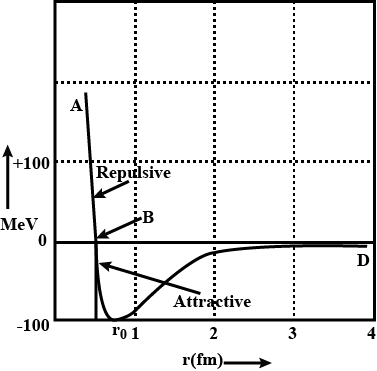 A
+100
Repulsive
B
MeV
0
D
Attractive
-100
r0 1 2 3 4
r(fm)